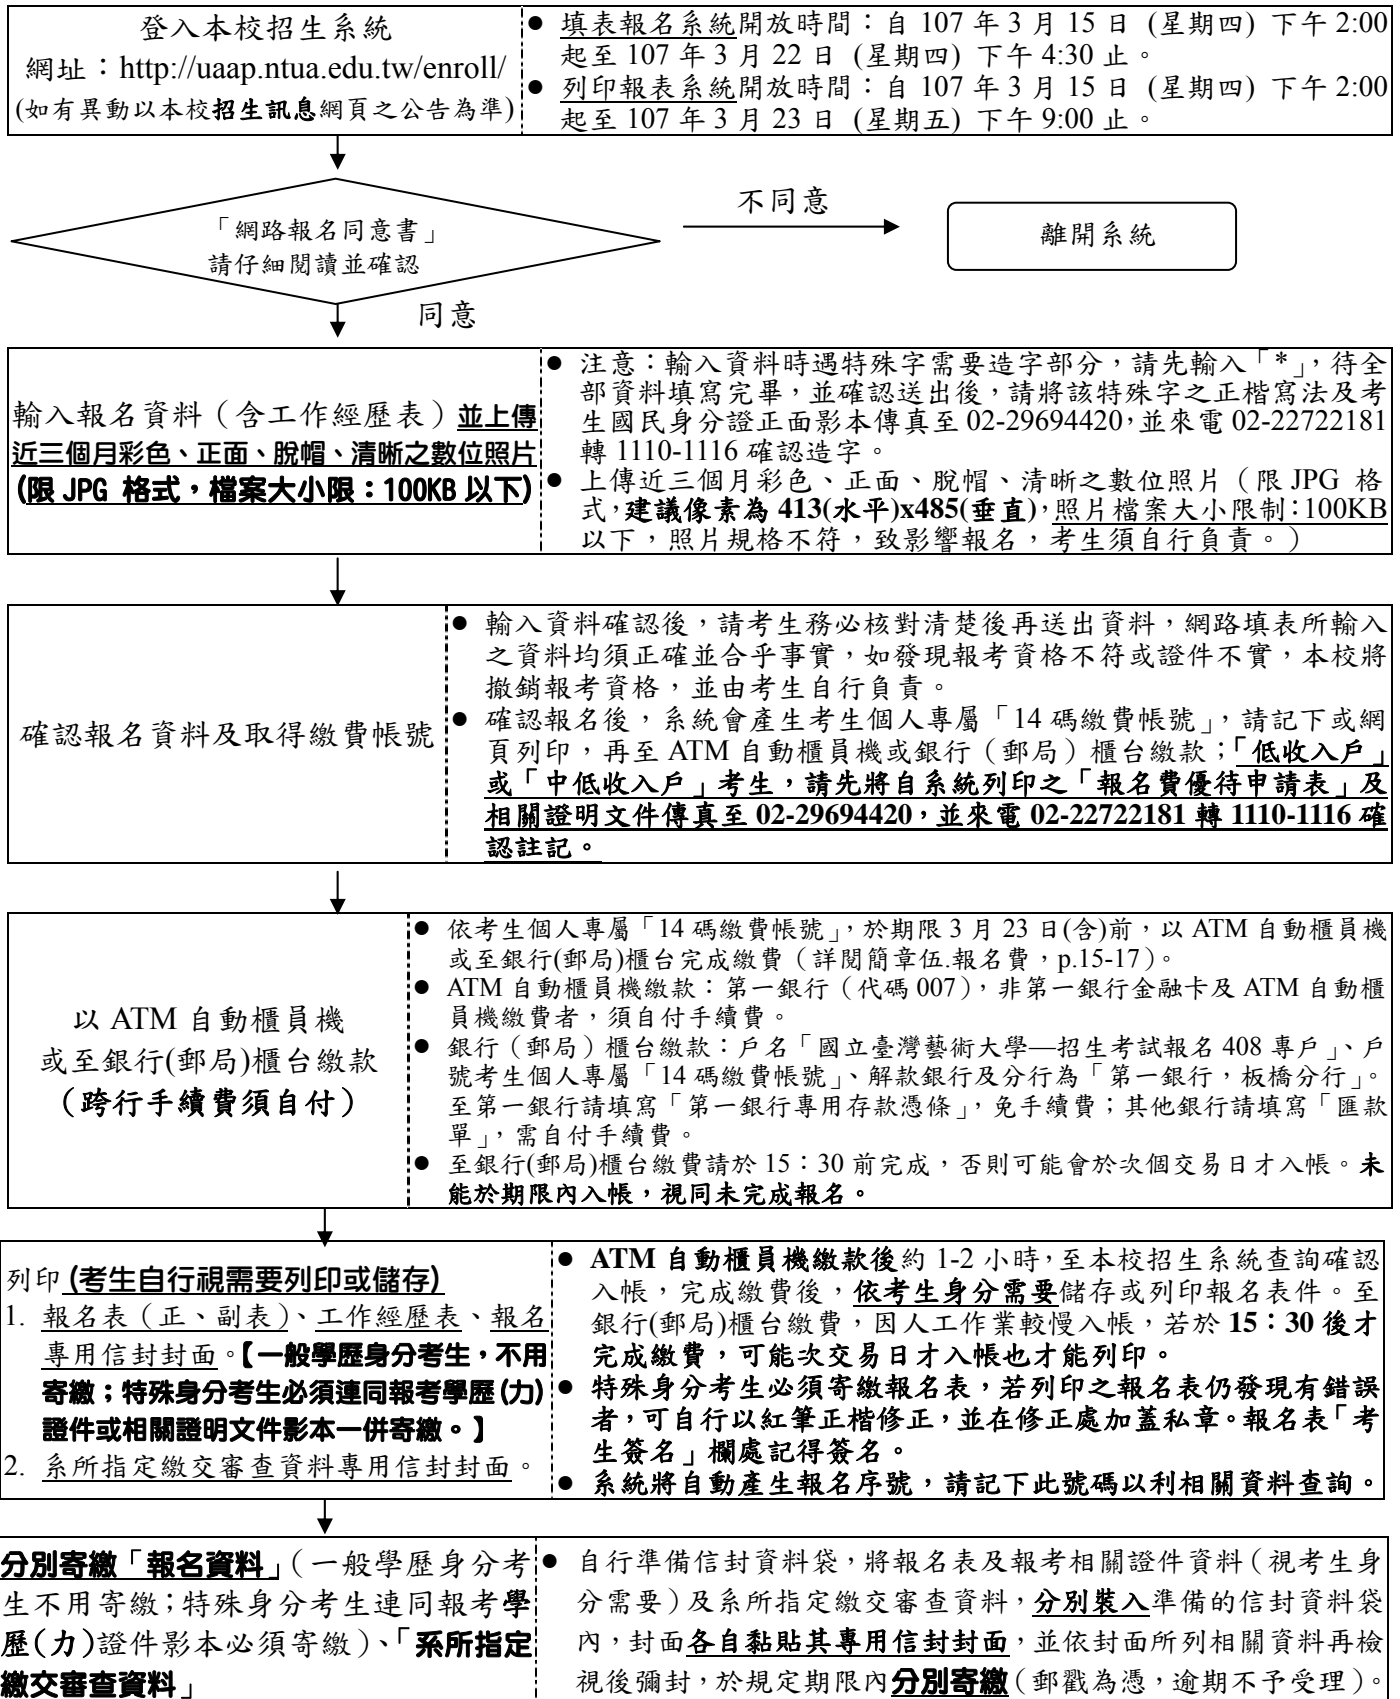 登入本校招生系統
網址：http://uaap.ntua.edu.tw/enroll/
(如有異動以本校招生訊息網頁之公告為準)
● 填表報名系統開放時間：自 107 年 3 月 15 日 (星期四) 下午 2:00
起至 107 年 3 月 22 日 (星期四) 下午 4:30 止。
● 列印報表系統開放時間：自 107 年 3 月 15 日 (星期四) 下午 2:00
起至 107 年 3 月 23 日 (星期五) 下午 9:00 止。
「網路報名同意書」
請仔細閱讀並確認
不同意
離開系統
同意
輸入報名資料（含工作經歷表）並上傳
近三個月彩色、正面、脫帽、清晰之數位照片
(限 JPG 格式，檔案大小限：100KB 以下)
● 注意：輸入資料時遇特殊字需要造字部分，請先輸入「*」，待全
部資料填寫完畢，並確認送出後，請將該特殊字之正楷寫法及考
生國民身分證正面影本傳真至 02-29694420，並來電 02-22722181
轉 1110-1116 確認造字。
● 上傳近三個月彩色、正面、脫帽、清晰之數位照片（限 JPG 格
式，建議像素為 413(水平)x485(垂直)，照片檔案大小限制：100KB
以下，照片規格不符，致影響報名，考生須自行負責。）
確認報名資料及取得繳費帳號
● 輸入資料確認後，請考生務必核對清楚後再送出資料，網路填表所輸入
之資料均須正確並合乎事實，如發現報考資格不符或證件不實，本校將
撤銷報考資格，並由考生自行負責。
● 確認報名後，系統會產生考生個人專屬「14 碼繳費帳號」，請記下或網
頁列印，再至 ATM 自動櫃員機或銀行（郵局）櫃台繳款；「低收入戶」
或「中低收入戶」考生，請先將自系統列印之「報名費優待申請表」及
相關證明文件傳真至 02-29694420，並來電 02-22722181 轉 1110-1116 確
認註記。
以 ATM 自動櫃員機
或至銀行(郵局)櫃台繳款
（跨行手續費須自付）
● 依考生個人專屬「14 碼繳費帳號」，於期限 3 月 23 日(含)前，以 ATM 自動櫃員機
或至銀行(郵局)櫃台完成繳費（詳閱簡章伍.報名費，p.15-17）。
● ATM 自動櫃員機繳款：第一銀行（代碼 007），非第一銀行金融卡及 ATM 自動櫃
員機繳費者，須自付手續費。
● 銀行（郵局）櫃台繳款：戶名「國立臺灣藝術大學—招生考試報名 408 專戶」、戶
號考生個人專屬「14 碼繳費帳號」、解款銀行及分行為「第一銀行，板橋分行」。
至第一銀行請填寫「第一銀行專用存款憑條」，免手續費；其他銀行請填寫「匯款
單」，需自付手續費。
● 至銀行(郵局)櫃台繳費請於 15：30 前完成，否則可能會於次個交易日才入帳。未
能於期限內入帳，視同未完成報名。
列印 (考生自行視需要列印或儲存)
1. 報名表（正、副表）、工作經歷表、報名
專用信封封面。【一般學歷身分考生，不用
寄繳；特殊身分考生必須連同報考學歷(力)
證件或相關證明文件影本一併寄繳。】
2. 系所指定繳交審查資料專用信封封面。
● ATM 自動櫃員機繳款後約 1-2 小時，至本校招生系統查詢確認
入帳，完成繳費後，依考生身分需要儲存或列印報名表件。至
銀行(郵局)櫃台繳費，因人工作業較慢入帳，若於 15：30 後才
完成繳費，可能次交易日才入帳也才能列印。
● 特殊身分考生必須寄繳報名表，若列印之報名表仍發現有錯誤
者，可自行以紅筆正楷修正，並在修正處加蓋私章。報名表「考
生簽名」欄處記得簽名。
● 系統將自動產生報名序號，請記下此號碼以利相關資料查詢。
分別寄繳「報名資料」（一般學歷身分考
生不用寄繳；特殊身分考生連同報考學
歷(力)證件影本必須寄繳）、「系所指定
繳交審查資料」
● 自行準備信封資料袋，將報名表及報考相關證件資料（視考生身
分需要）及系所指定繳交審查資料，分別裝入準備的信封資料袋
內，封面各自黏貼其專用信封封面，並依封面所列相關資料再檢
視後彌封，於規定期限內分別寄繳（郵戳為憑，逾期不予受理）。